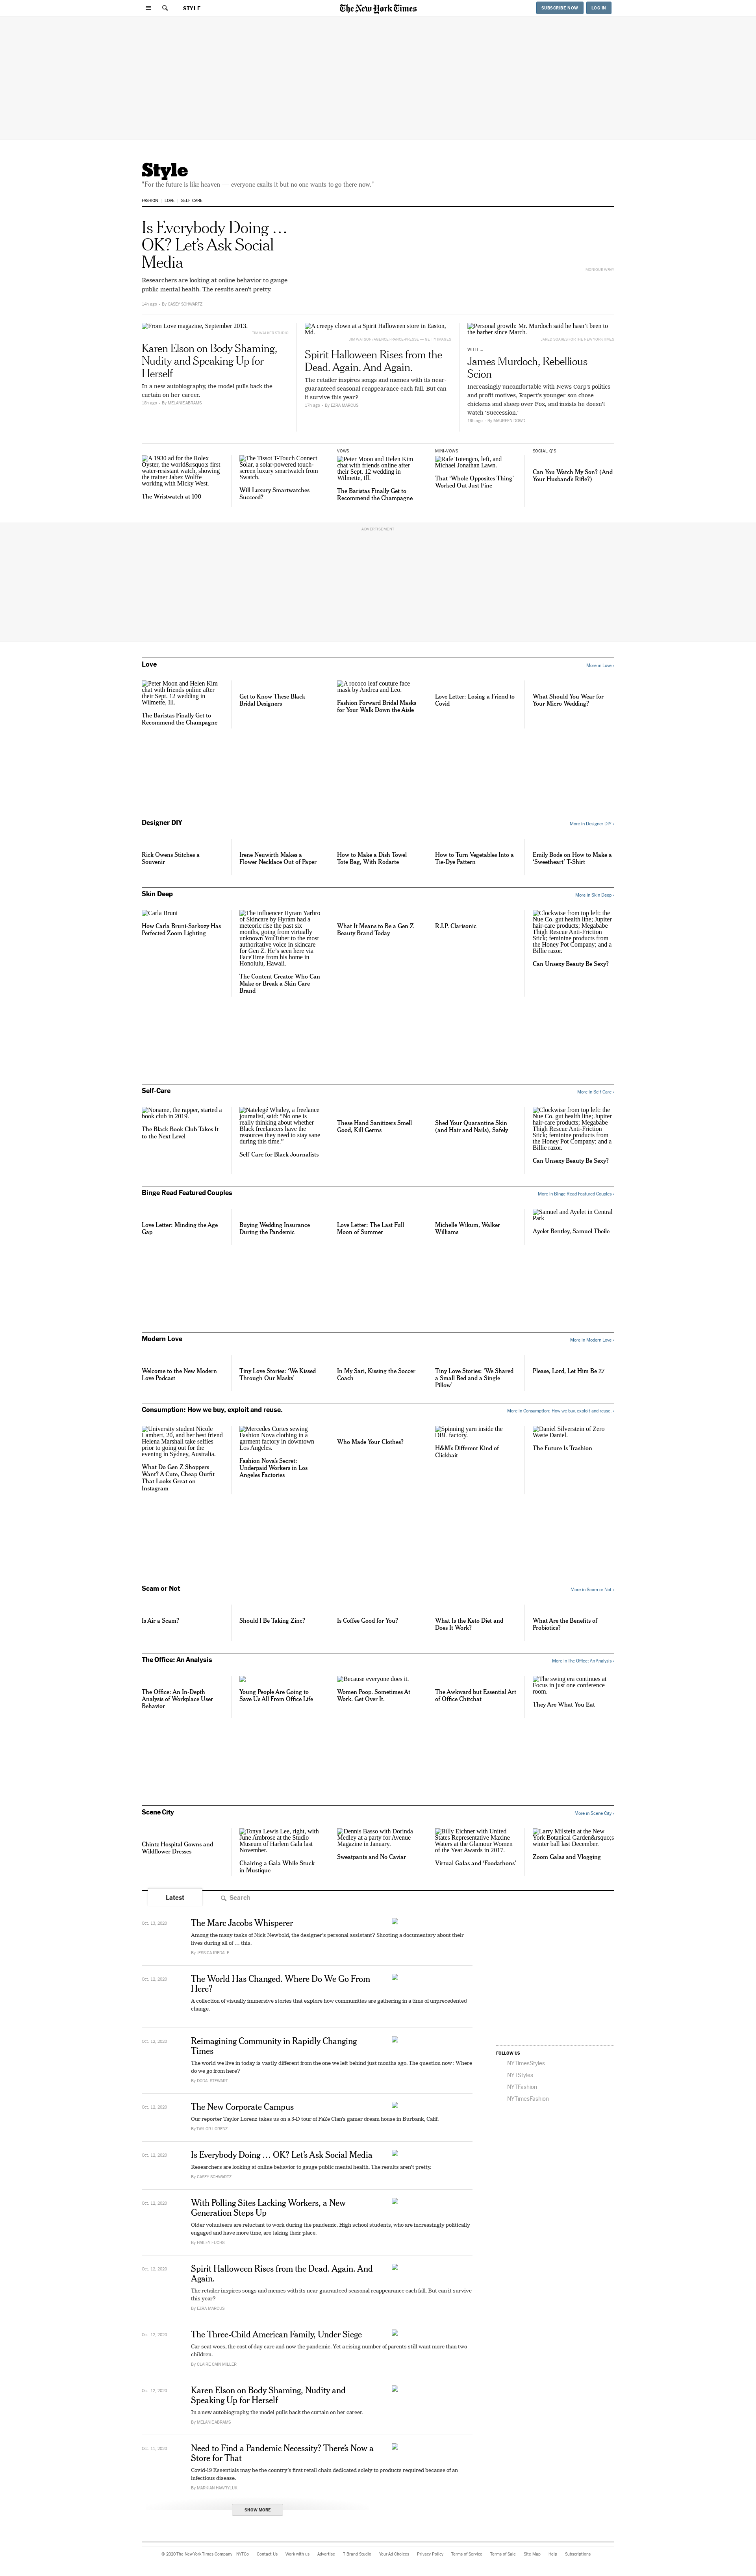 STYLE
The New York Times
SUBSCRIBE NOW
LOG IN
Style
"For the future is like heaven — everyone exalts it but no one wants to go there now."
FASHION
LOVE
SELF-CARE
Is Everybody Doing …
OK? Let's Ask Social
Media
Researchers are looking at online behavior to gauge
public mental health. The results aren't pretty.
14h ago · By CASEY SCHWARTZ
From Love magazine, September 2013.
TIM WALKER STUDIO
Karen Elson on Body Shaming,
Nudity and Speaking Up for
Herself
In a new autobiography, the model pulls back the
curtain on her career.
By MELANIE ABRAMS
A creepy clown at a Spirit Halloween store in Easton,
Md.
Spirit Halloween Rises from the
Dead. Again. And Again.
The retailer inspires songs and memes with its near-
guaranteed seasonal reappearance each fall. But can
it survive this year?
17h ago · By EZRA MARCUS
Personal growth: Mr. Murdoch said he hasn't been to
the barber since March.
WITH …
James Murdoch, Rebellious
Scion
Increasingly uncomfortable with News Corp's politics
and profit motives, Rupert's younger son chose
chickens and sheep over Fox, and insists he doesn't
watch 'Succession.'
By MAUREEN DOWD
A 1930 ad for the Rolex
Oyster, the world&rsquo;s first
water-resistant watch, showing
the trainer Jabez Wolffe
working with Micky West.
The Wristwatch at 100
The Tissot T-Touch Connect
Solar, a solar-powered touch-
screen luxury smartwatch from
Swatch.
Will Luxury Smartwatches
Succeed?
VOWS
Peter Moon and Helen Kim
chat with friends online after
their Sept. 12 wedding in
Wilmette, Ill.
The Baristas Finally Get to
Recommend the Champagne
MINI-VOWS
Rafe Totengco, left, and
Michael Jonathan Lawn.
That 'Whole Opposites Thing'
Worked Out Just Fine
SOCIAL Q'S
Can You Watch My Son? (And
Your Husband's Rifle?)
ADVERTISEMENT
Love
More in Love ›
Peter Moon and Helen Kim
chat with friends online after
their Sept. 12 wedding in
Wilmette, Ill.
The Baristas Finally Get to
Recommend the Champagne
Get to Know These Black
Bridal Designers
A rococo leaf couture face
mask by Andrea and Leo.
Fashion Forward Bridal Masks
for Your Walk Down the Aisle
Love Letter: Losing a Friend to
Covid
What Should You Wear for
Your Micro Wedding?
Designer DIY
More in Designer DIY ›
Rick Owens Stitches a
Souvenir
Irene Neuwirth Makes a
Flower Necklace Out of Paper
How to Make a Dish Towel
Tote Bag, With Rodarte
How to Turn Vegetables Into a
Tie-Dye Pattern
Emily Bode on How to Make a
'Sweetheart' T-Shirt
Skin Deep
More in Skin Deep ›
Carla Bruni
How Carla Bruni-Sarkozy Has
Perfected Zoom Lighting
The influencer Hyram Yarbro
of Skincare by Hyram had a
meteoric rise the past six
months, going from virtually
unknown YouTuber to the most
authoritative voice in skincare
for Gen Z. He's seen here via
FaceTime from his home in
Honolulu, Hawaii.
The Content Creator Who Can
Make or Break a Skin Care
Brand
What It Means to Be a Gen Z
Beauty Brand Today
R.I.P. Clarisonic
Clockwise from top left: the
Nue Co. gut health line; Jupiter
hair-care products; Megababe
Thigh Rescue Anti-Friction
Stick; feminine products from
the Honey Pot Company; and a
Billie razor.
Can Unsexy Beauty Be Sexy?
Self-Care
More in Self-Care ›
Noname, the rapper, started a
book club in 2019.
The Black Book Club Takes It
to the Next Level
Natelegé Whaley, a freelance
journalist, said: "No one is
really thinking about whether
Black freelancers have the
resources they need to stay sane
during this time."
Self-Care for Black Journalists
These Hand Sanitizers Smell
Good, Kill Germs
Shed Your Quarantine Skin
(and Hair and Nails), Safely
Clockwise from top left: the
Nue Co. gut health line; Jupiter
hair-care products; Megababe
Thigh Rescue Anti-Friction
Stick; feminine products from
the Honey Pot Company; and a
Billie razor.
Can Unsexy Beauty Be Sexy?
Binge Read Featured Couples
More in Binge Read Featured Couples ›
Love Letter: Minding the Age
Gap
Buying Wedding Insurance
During the Pandemic
Love Letter: The Last Full
Moon of Summer
Michelle Wikum, Walker
Williams
Samuel and Ayelet in Central
Park
Ayelet Bentley, Samuel Tbeile
Modern Love
More in Modern Love ›
Welcome to the New Modern
Love Podcast
Tiny Love Stories: 'We Kissed
Through Our Masks'
In My Sari, Kissing the Soccer
Coach
Tiny Love Stories: 'We Shared
a Small Bed and a Single
Pillow'
Please, Lord, Let Him Be 27
Consumption: How we buy, exploit and reuse.
More in Consumption: How we buy, exploit and reuse. ›
University student Nicole
Lambert, 20, and her best friend
Helena Marshall take selfies
prior to going out for the
evening in Sydney, Australia.
What Do Gen Z Shoppers
Want? A Cute, Cheap Outfit
That Looks Great on
Instagram
Mercedes Cortes sewing
Fashion Nova clothing in a
garment factory in downtown
Los Angeles.
Fashion Nova's Secret:
Underpaid Workers in Los
Angeles Factories
Who Made Your Clothes?
Spinning yarn inside the
DBL factory.
H&M's Different Kind of
Clickbait
Daniel Silverstein of Zero
Waste Daniel.
The Future Is Trashion
Scam or Not
More in Scam or Not ›
Is Air a Scam?
Should I Be Taking Zinc?
Is Coffee Good for You?
What Is the Keto Diet and
Does It Work?
What Are the Benefits of
Probiotics?
The Office: An Analysis
More in The Office: An Analysis ›
The Office: An In-Depth
Analysis of Workplace User
Behavior
Young People Are Going to
Save Us All From Office Life
Because everyone does it.
Women Poop. Sometimes At
Work. Get Over It.
The Awkward but Essential Art
of Office Chitchat
The swing era continues at
Focus in just one conference
room.
They Are What You Eat
Scene City
More in Scene City ›
Chintz Hospital Gowns and
Wildflower Dresses
Tonya Lewis Lee, right, with
June Ambrose at the Studio
Museum of Harlem Gala last
November.
Chairing a Gala While Stuck
in Mustique
Dennis Basso with Dorinda
Medley at a party for Avenue
Magazine in January.
Sweatpants and No Caviar
Billy Eichner with United
States Representative Maxine
Waters at the Glamour Women
of the Year Awards in 2017.
Virtual Galas and 'Foodathons'
Larry Milstein at the New
York Botanical Garden&rsquo;s
winter ball last December.
Zoom Galas and Vlogging
Latest
Search
Oct. 13, 2020
The Marc Jacobs Whisperer
Among the many tasks of Nick Newbold, the designer's personal assistant? Shooting a documentary about their
lives during all of … this.
By JESSICA IREDALE
Oct. 12, 2020
The World Has Changed. Where Do We Go From
Here?
A collection of visually immersive stories that explore how communities are gathering in a time of unprecedented
change.
Oct. 12, 2020
Reimagining Community in Rapidly Changing
Times
The world we live in today is vastly different from the one we left behind just months ago. The question now: Where
do we go from here?
By DODAI STEWART
Oct. 12, 2020
The New Corporate Campus
Our reporter Taylor Lorenz takes us on a 3-D tour of FaZe Clan's gamer dream house in Burbank, Calif.
By TAYLOR LORENZ
Oct. 12, 2020
Is Everybody Doing … OK? Let's Ask Social Media
Researchers are looking at online behavior to gauge public mental health. The results aren't pretty.
By CASEY SCHWARTZ
Oct. 12, 2020
With Polling Sites Lacking Workers, a New
Generation Steps Up
Older volunteers are reluctant to work during the pandemic. High school students, who are increasingly politically
engaged and have more time, are taking their place.
By HAILEY FUCHS
Oct. 12, 2020
Spirit Halloween Rises from the Dead. Again. And
Again.
The retailer inspires songs and memes with its near-guaranteed seasonal reappearance each fall. But can it survive
this year?
By EZRA MARCUS
Oct. 12, 2020
The Three-Child American Family, Under Siege
Car-seat woes, the cost of day care and now the pandemic. Yet a rising number of parents still want more than two
children.
By CLAIRE CAIN MILLER
Oct. 12, 2020
Karen Elson on Body Shaming, Nudity and
Speaking Up for Herself
In a new autobiography, the model pulls back the curtain on her career.
By MELANIE ABRAMS
Oct. 11, 2020
Need to Find a Pandemic Necessity? There's Now a
Store for That
Covid-19 Essentials may be the country's first retail chain dedicated solely to products required because of an
infectious disease.
By MARKIAN HAWRYLUK
SHOW MORE
FOLLOW US
NYTimesStyles
NYTStyles
NYTFashion
NYTimesFashion
© 2020 The New York Times Company
NYTCo
Contact Us
Work with us
Advertise
T Brand Studio
Your Ad Choices
Privacy Policy
Terms of Service
Terms of Sale
Site Map
Help
Subscriptions